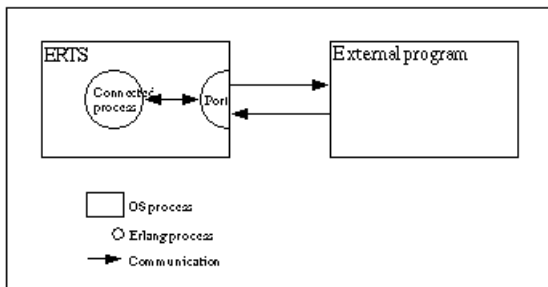 ERTS
External program
Connected
process
Port
OS process
Erlang process
Communication